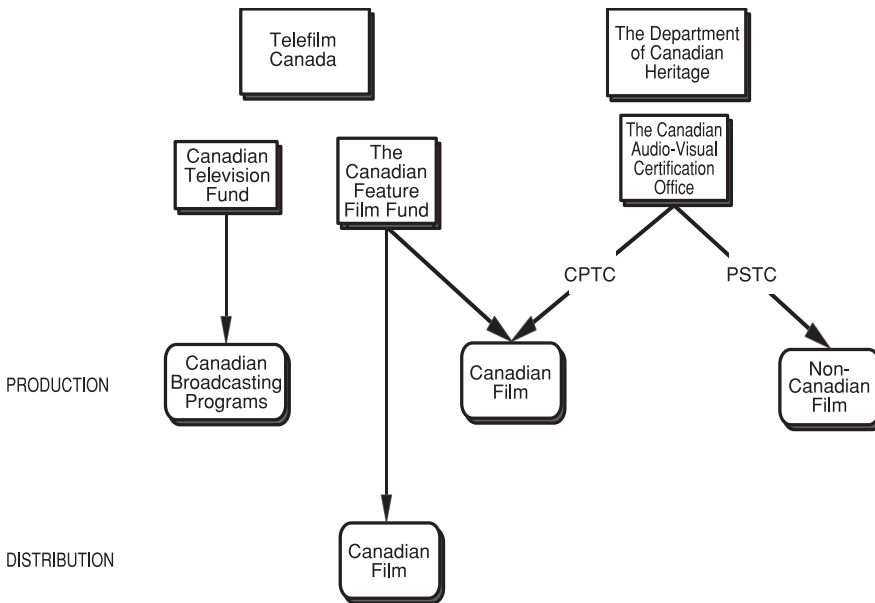 Telefilm
Canada
The Department
of Canadian
Heritage
Canadian
Television
Fund
The
Canadian
Feature
Film Fund
The Canadian
Audio-Visual
Certification
Office
CPTC
PSTC
PRODUCTION
Canadian
Broadcasting
Programs
Canadian
Film
Non-
Canadian
Film
DISTRIBUTION
Canadian
Film